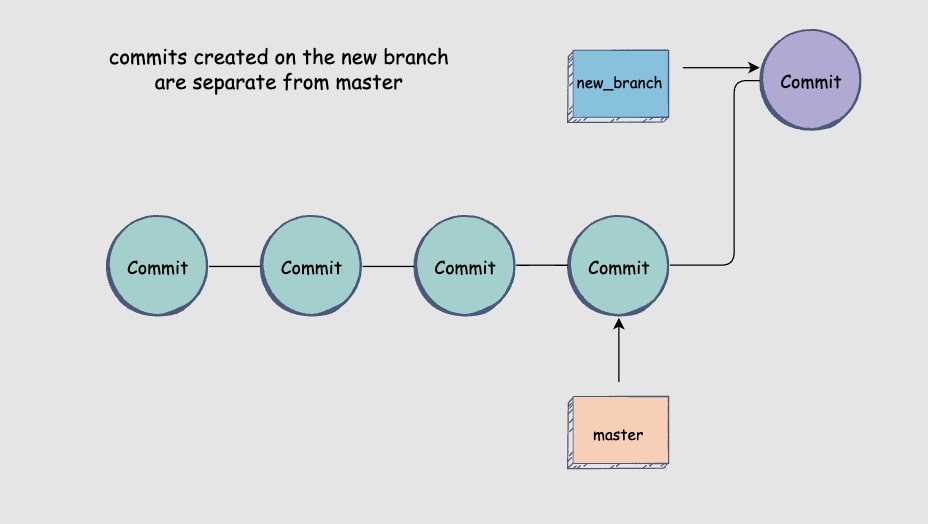 commits created on the new branch
are separate from master
new_branch
Commit
Commit
Commit
Commit
Commit
master